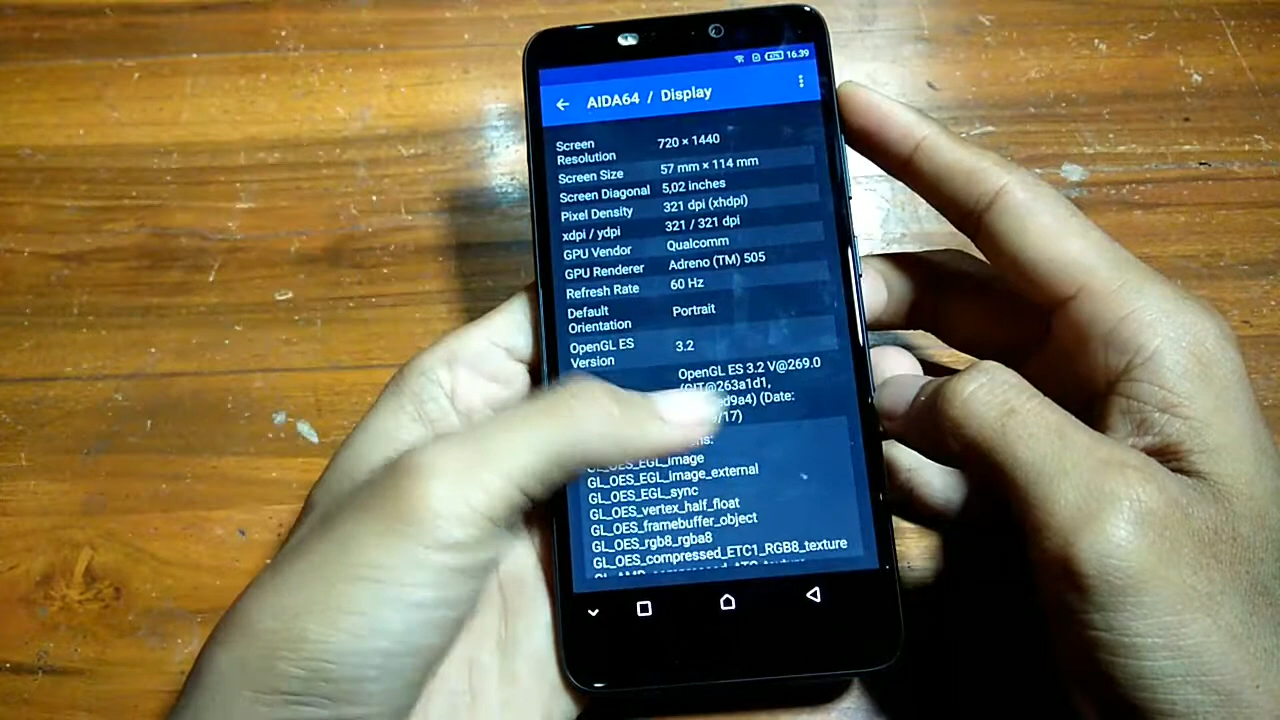 16.39
AIDA64 / Display
Screen Resolution 720 × 1440
Screen Size 57 mm × 114 mm
Screen Diagonal 5,02 inches
Pixel Density 321 dpi (xhdpi)
xdpi / ydpi 321 / 321 dpi
GPU Vendor Qualcomm
GPU Renderer Adreno (TM) 505
Refresh Rate 60 Hz
Default Orientation Portrait
OpenGL ES Version 3.2
OpenGL ES 3.2 V@269.0
(GIT@263a1d1,
(Date:
GL_OES_EGL_image
GL_OES_EGL_image_external
GL_OES_EGL_sync
GL_OES_vertex_half_float
GL_OES_framebuffer_object
GL_OES_rgb8_rgba8
GL_OES_compressed_ETC1_RGB8_texture